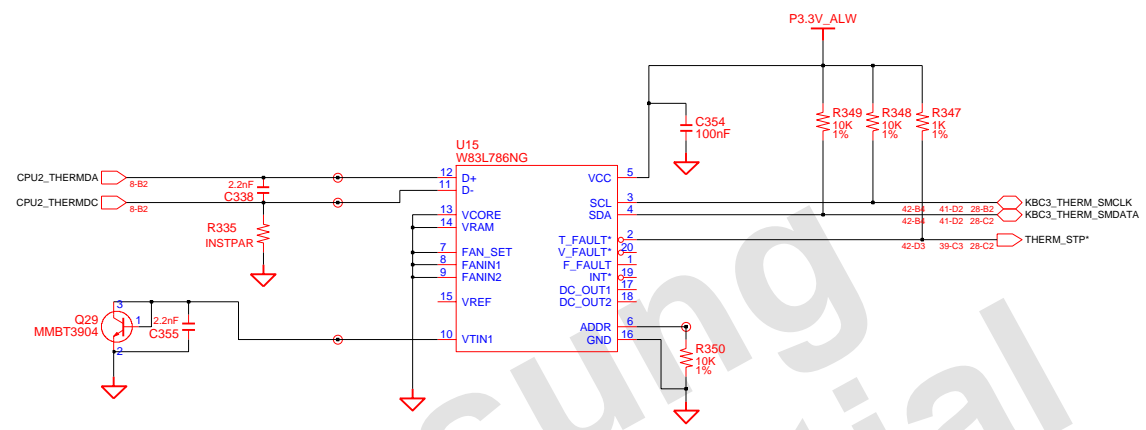 P3.3V_ALW
R349
10K
1%
R348
10K
1%
R347
1K
1%
C354
100nF
U15
W83L786NG
CPU2_THERMDA
8-B2
2.2nF
C338
CPU2_THERMDC
8-B2
R335
INSTPAR
12 D+
11 D-
13 VCORE
14 VRAM
7 FAN_SET
8 FANIN1
9 FANIN2
15 VREF
10 VTIN1
VCC 5
SCL 3
SDA 4
T_FAULT* 2
V_FAULT* 20
F_FAULT 1
INT* 19
DC_OUT1 17
DC_OUT2 18
ADDR 6
GND 16
42-B4 41-D2 28-B2 KBC3_THERM_SMCLK
42-B4 41-D2 28-C2 KBC3_THERM_SMDATA
42-D3 39-C3 28-C2 THERM_STP*
Q29
MMBT3904
3
1
2
2.2nF
C355
R350
10K
1%
sung
tial